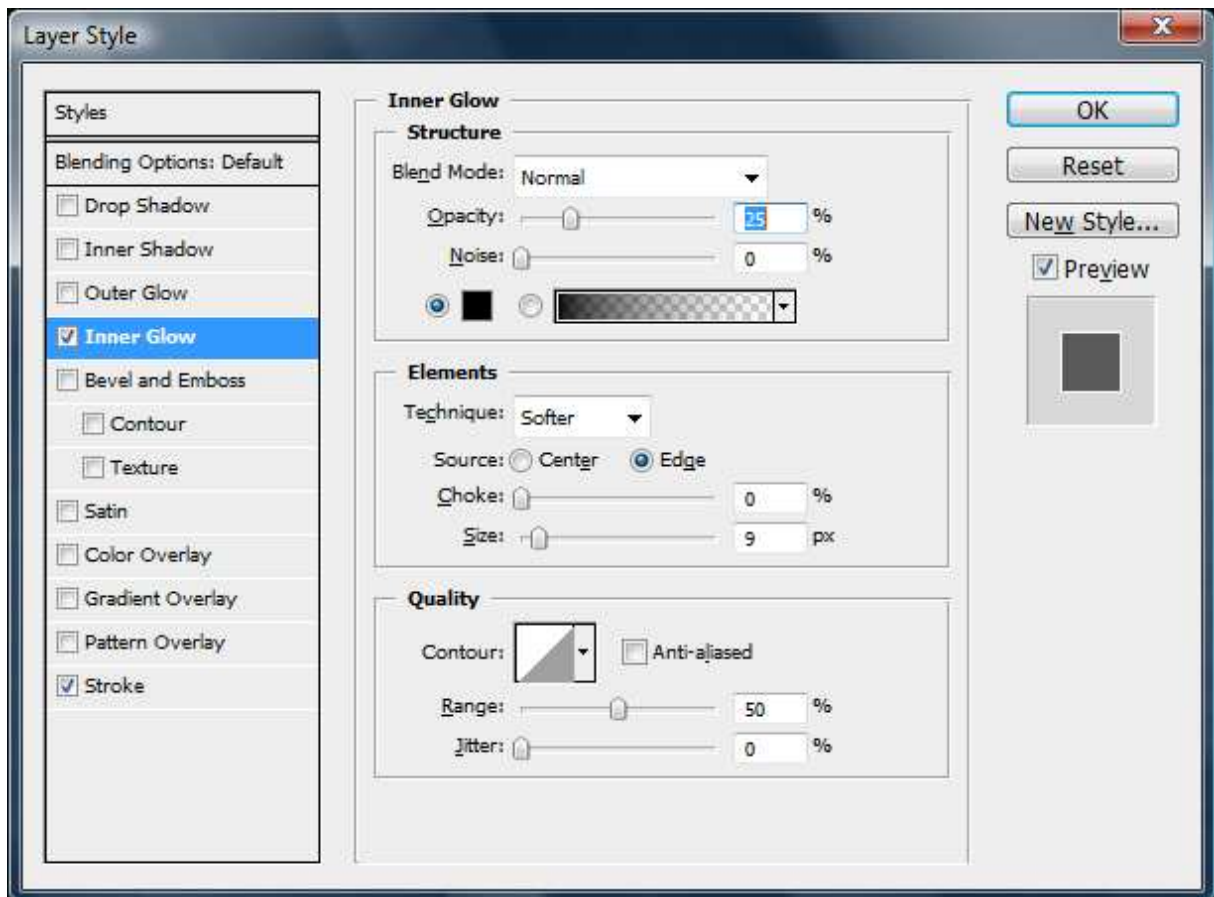 Layer Style
Styles
Blending Options: Default
Drop Shadow
Inner Shadow
Outer Glow
Inner Glow
Bevel and Emboss
Contour
Texture
Satin
Color Overlay
Gradient Overlay
Pattern Overlay
Stroke
Inner Glow
Structure
Blend Mode: Normal
Opacity: 25 %
Noise: 0 %
Elements
Technique: Softer
Source: Center Edge
Choke: 0 %
Size: 9 px
Quality
Contour: Anti-aliased
Range: 50 %
Jitter: 0 %
OK
Reset
New Style...
Preview